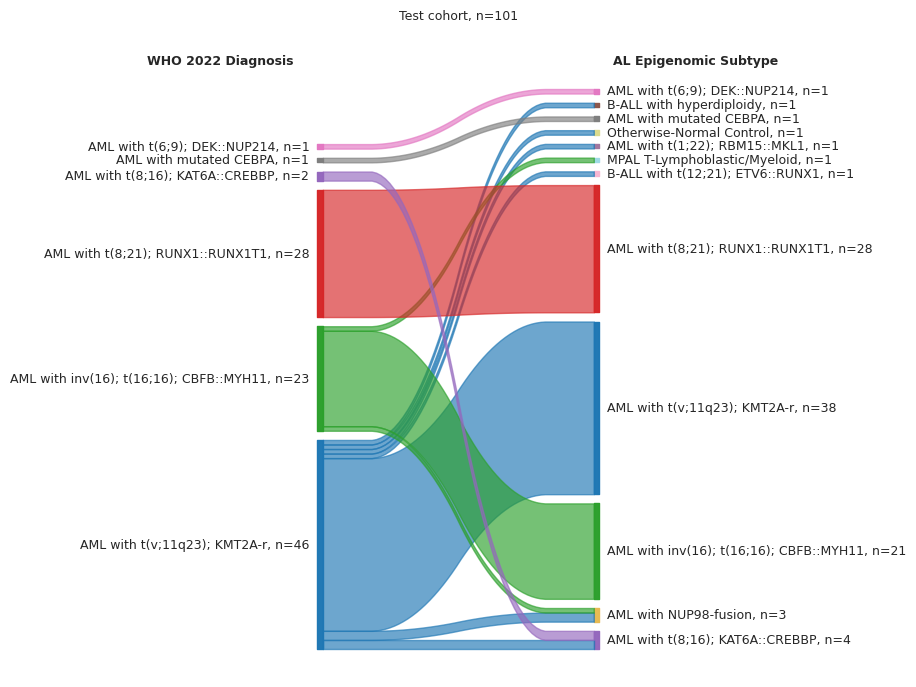 Test cohort, n=101
WHO 2022 Diagnosis
AML with t(6;9); DEK::NUP214, n=1
AML with mutated CEBPA, n=1
AML with t(8;16); KAT6A::CREBBP, n=2
AML with t(8;21); RUNX1::RUNX1T1, n=28
AML with inv(16); t(16;16); CBFB::MYH11, n=23
AML with t(v;11q23); KMT2A-r, n=46
AL Epigenomic Subtype
AML with t(6;9); DEK::NUP214, n=1
B-ALL with hyperdiploidy, n=1
AML with mutated CEBPA, n=1
Otherwise-Normal Control, n=1
AML with t(1;22); RBM15::MKL1, n=1
MPAL T-Lymphoblastic/Myeloid, n=1
B-ALL with t(12;21); ETV6::RUNX1, n=1
AML with t(8;21); RUNX1::RUNX1T1, n=28
AML with t(v;11q23); KMT2A-r, n=38
AML with inv(16); t(16;16); CBFB::MYH11, n=21
AML with NUP98-fusion, n=3
AML with t(8;16); KAT6A::CREBBP, n=4